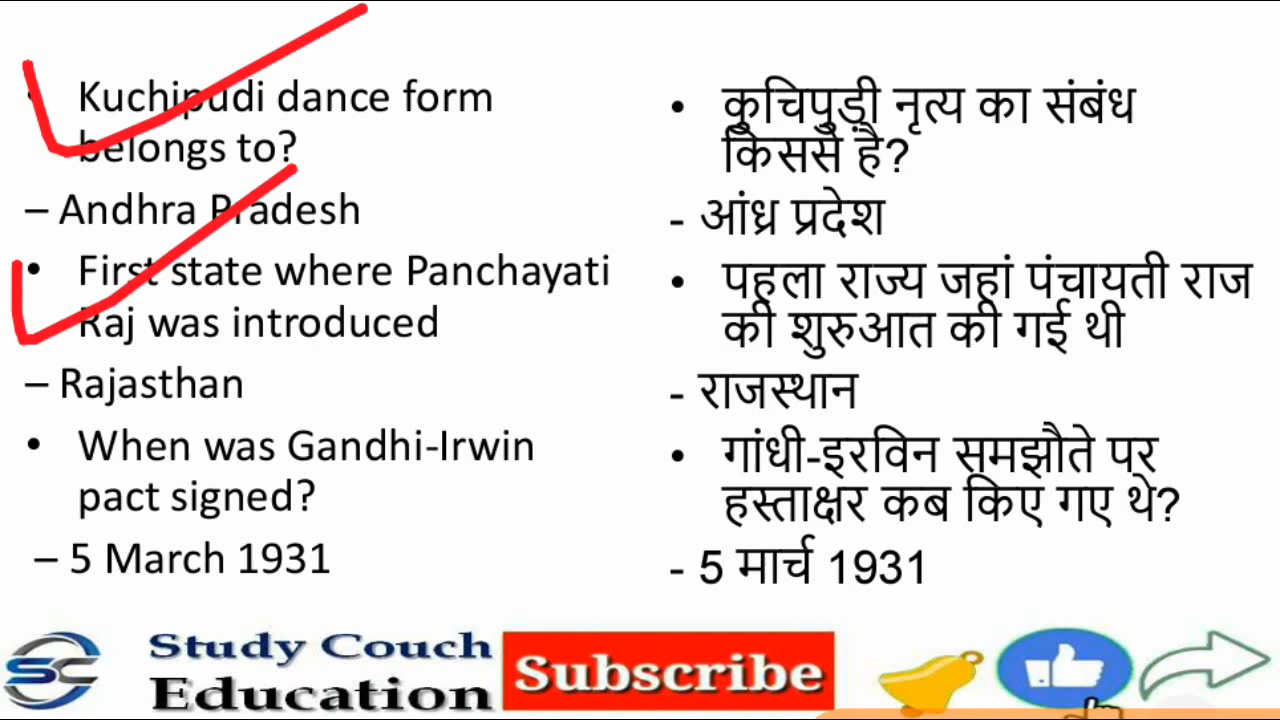 • Kuchipudi dance form
belongs to?
– Andhra Pradesh
• First state where Panchayati
Raj was introduced
– Rajasthan
• When was Gandhi-Irwin
pact signed?
– 5 March 1931
• कुचिपुड़ी नृत्य का संबंध
किससे है?
- आंध्र प्रदेश
• पहला राज्य जहां पंचायती राज
की शुरुआत की गई थी
- राजस्थान
• गांधी-इरविन समझौते पर
हस्ताक्षर कब किए गए थे?
- 5 मार्च 1931
SC
Study Couch
Education
Subscribe